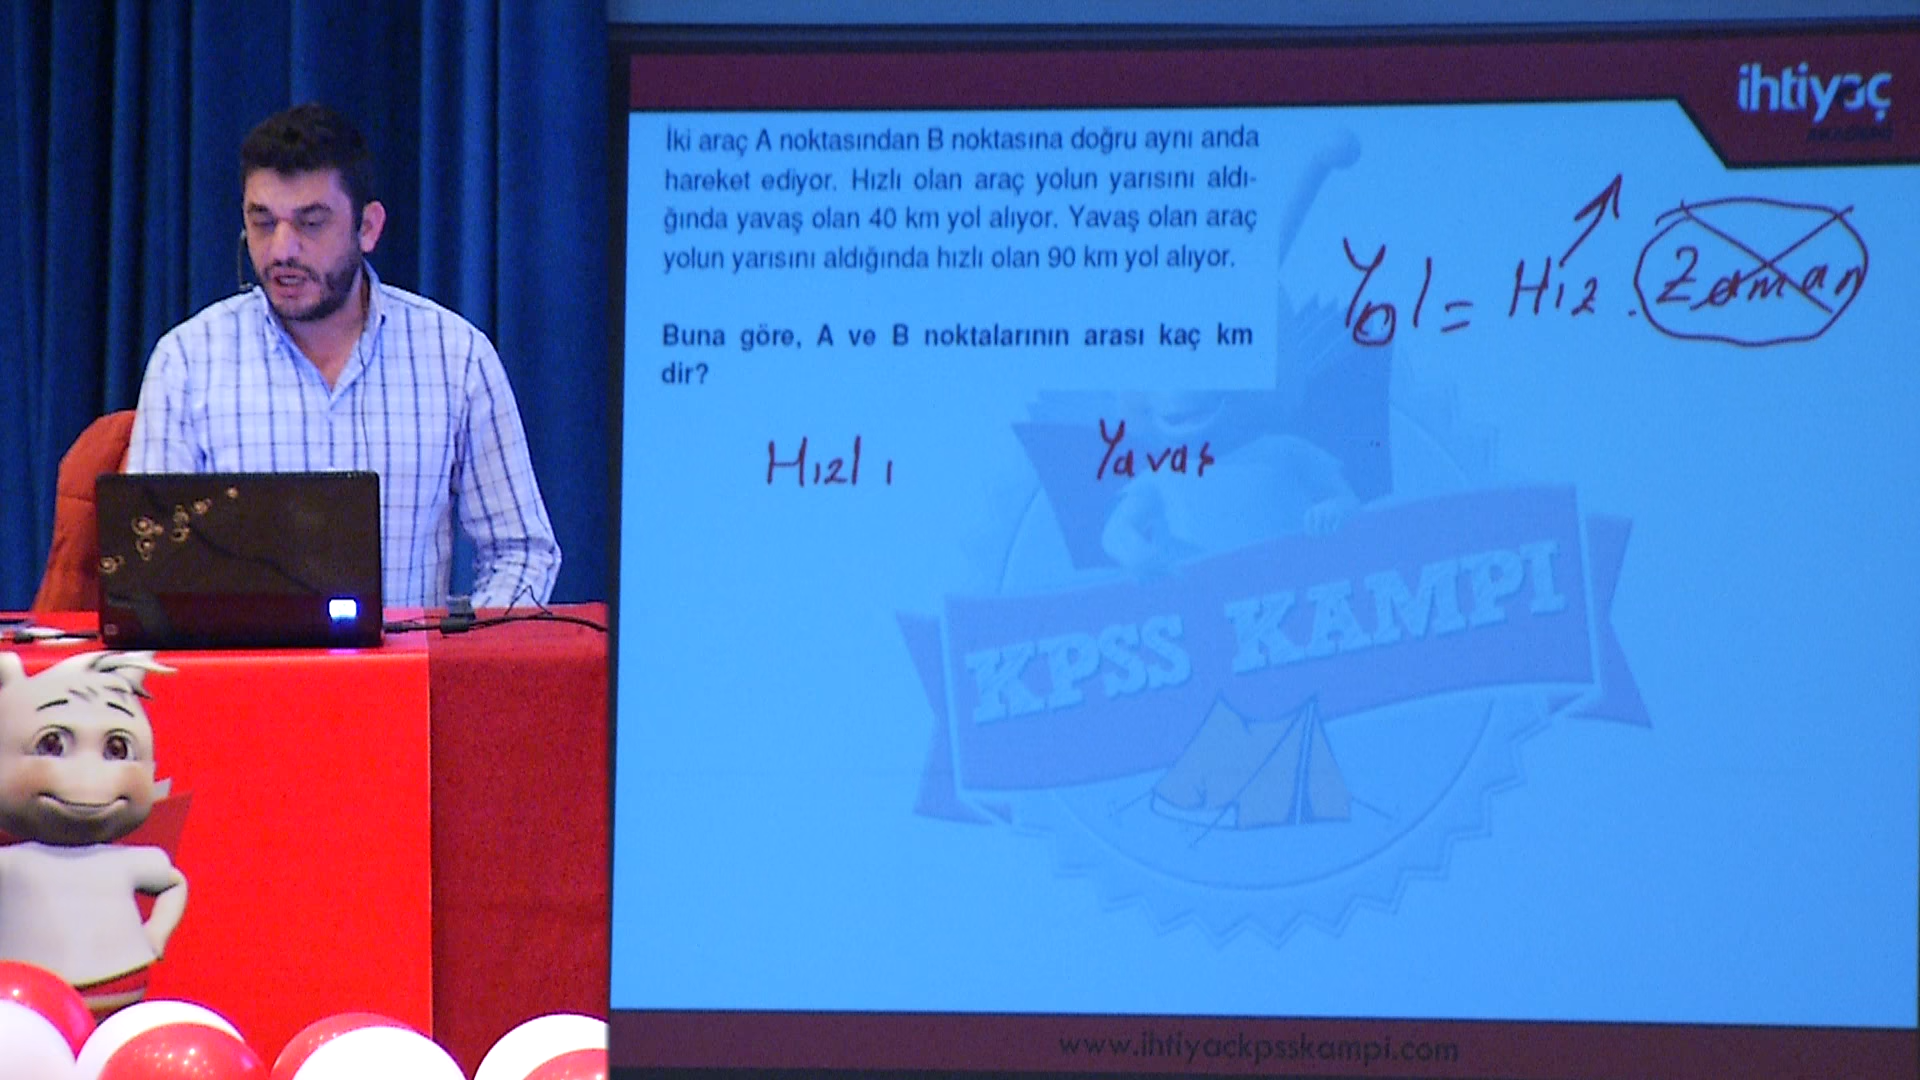 ihtiyaç
İki araç A noktasından B noktasına doğru aynı anda
hareket ediyor. Hızlı olan araç yolun yarısını aldı-
ğında yavaş olan 40 km yol alıyor. Yavaş olan araç
yolun yarısını aldığında hızlı olan 90 km yol alıyor.
Buna göre, A ve B noktalarının arası kaç km
dir?
Yol = Hız . Zaman
Hızlı Yavaş
KPSS KAMPI
www.ihtiyackpsskampi.com